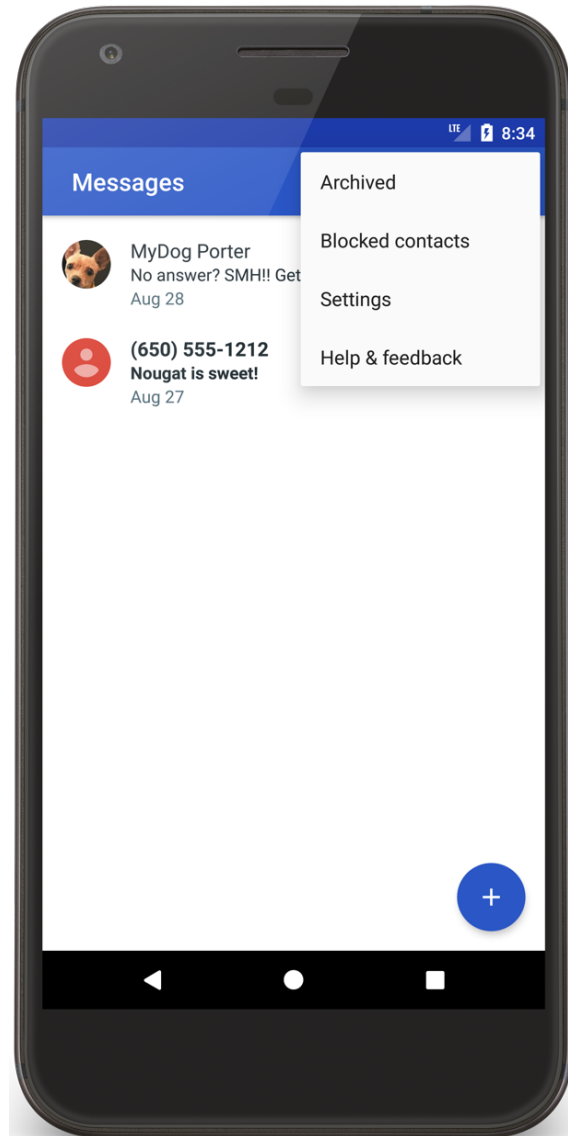 LTE 8:34
Messages
Archived
Blocked contacts
Settings
Help & feedback
MyDog Porter
No answer? SMH!! Get
Aug 28
(650) 555-1212
Nougat is sweet!
Aug 27